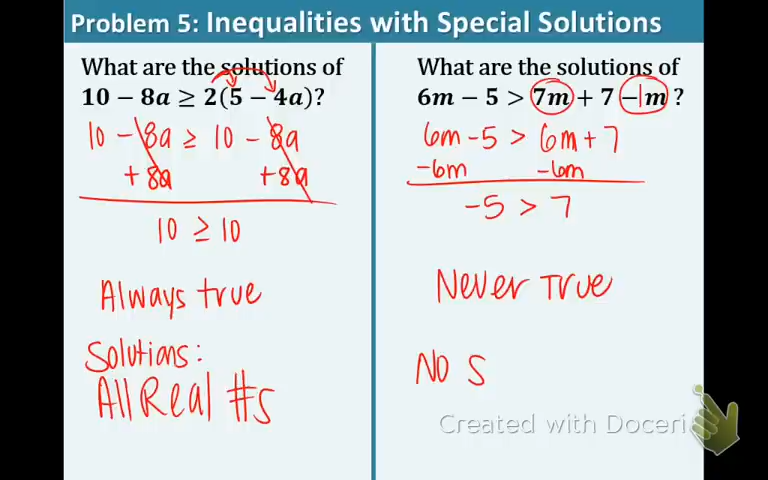 Problem 5: Inequalities with Special Solutions
What are the solutions of
10 − 8a ≥ 2(5 − 4a)?
10 − 8a ≥ 10 − 8a
+8a +8a
10 ≥ 10
Always true
Solutions:
All Real #s
What are the solutions of
6m − 5 > 7m + 7 −1m ?
6m − 5 > 6m + 7
−6m −6m
−5 > 7
Never True
No S
Created with Doceri